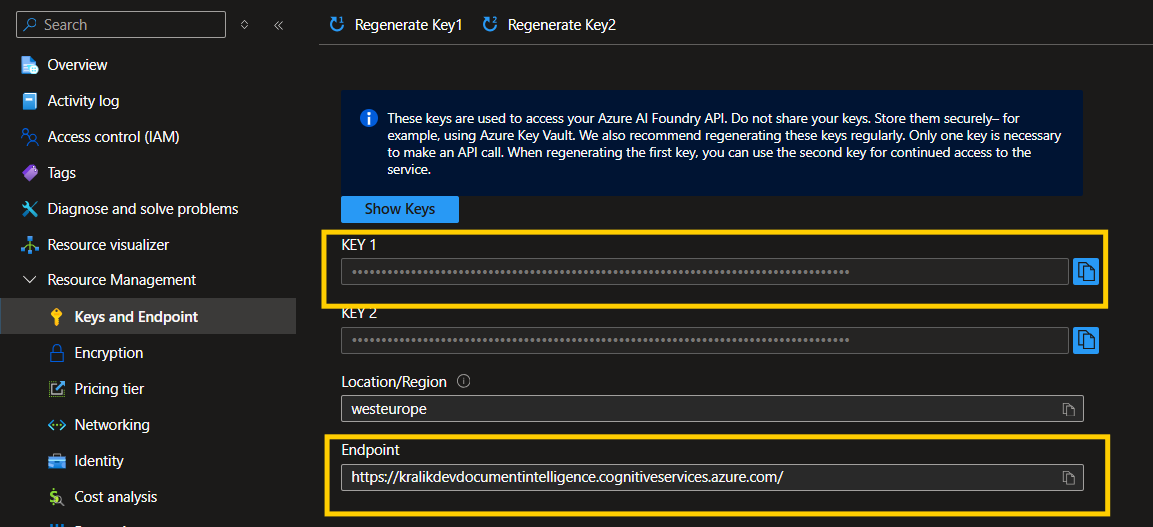 Search
Regenerate Key1
Regenerate Key2
Overview
Activity log
Access control (IAM)
Tags
Diagnose and solve problems
Resource visualizer
Resource Management
Keys and Endpoint
Encryption
Pricing tier
Networking
Identity
Cost analysis
These keys are used to access your Azure AI Foundry API. Do not share your keys. Store them securely– for
example, using Azure Key Vault. We also recommend regenerating these keys regularly. Only one key is necessary
to make an API call. When regenerating the first key, you can use the second key for continued access to the
service.
Show Keys
KEY 1
KEY 2
Location/Region
westeurope
Endpoint
https://kralikdevdocumentintelligence.cognitiveservices.azure.com/